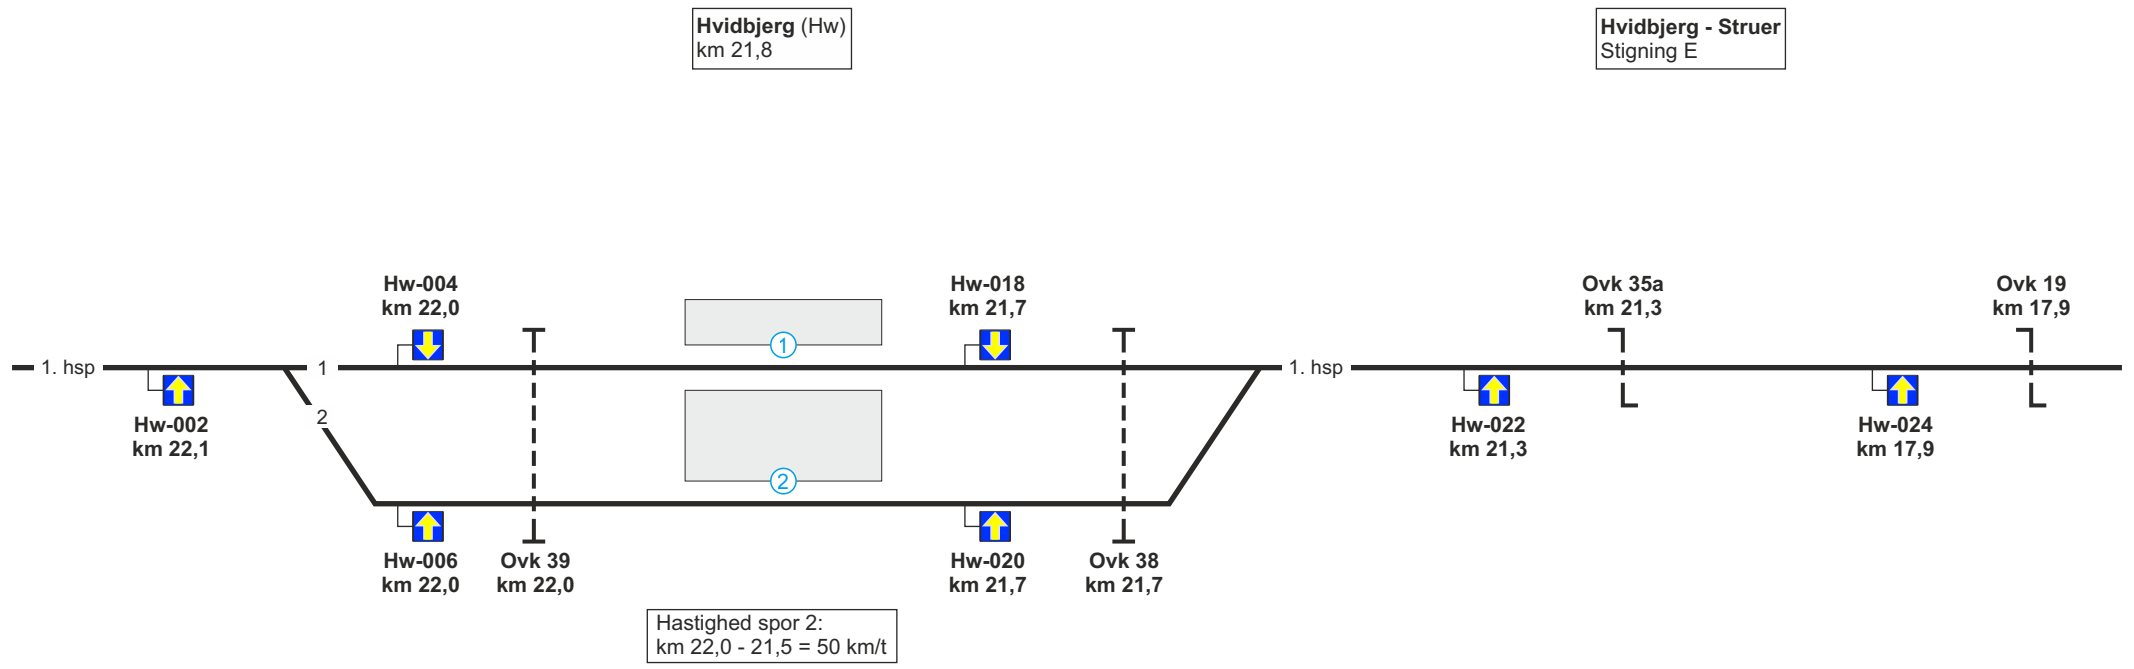 Hvidbjerg (Hw)
km 21,8
Hvidbjerg - Struer
Stigning E
Hw-004
km 22,0
Hw-018
km 21,7
Ovk 35a
km 21,3
Ovk 19
km 17,9
1
1. hsp
1
1. hsp
2
Hw-002
km 22,1
Hw-022
km 21,3
Hw-024
km 17,9
2
Hw-006
km 22,0
Ovk 39
km 22,0
Hw-020
km 21,7
Ovk 38
km 21,7
Hastighed spor 2:
km 22,0 - 21,5 = 50 km/t